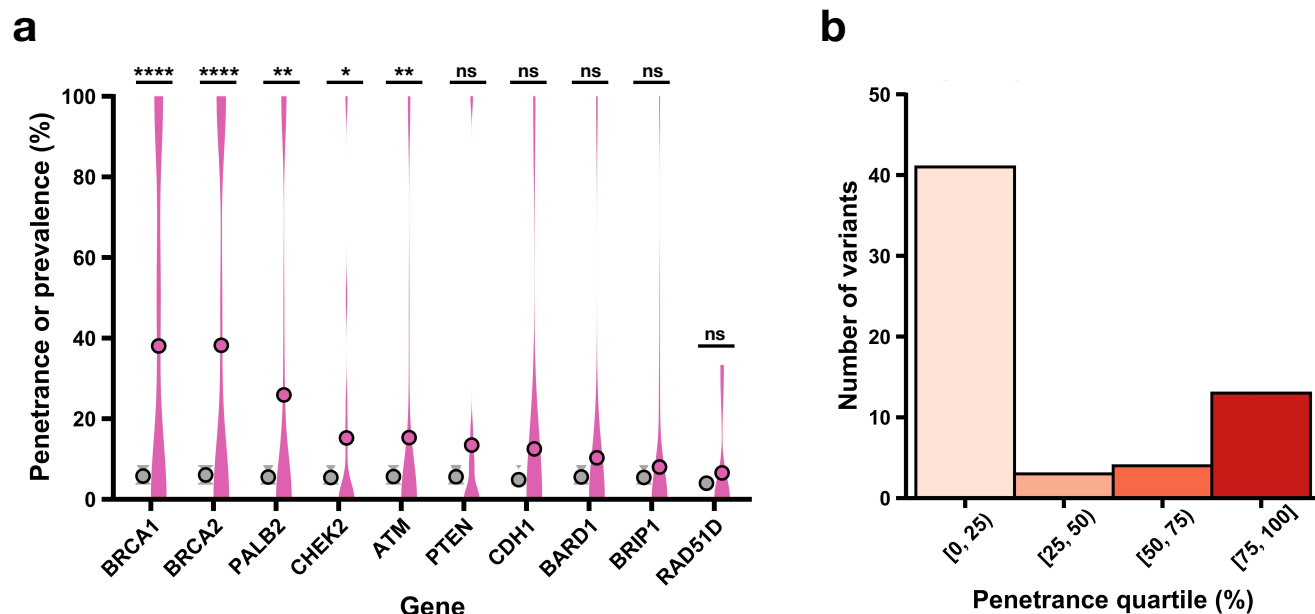 a
**** **** ** * ** ns ns ns ns
ns
Penetrance or prevalence (%)
100
80
60
40
20
0
BRCA1 BRCA2 PALB2 CHEK2 ATM PTEN CDH1 BARD1 BRIP1 RAD51D
Gene
b
Number of variants
50
40
30
20
10
0
[0, 25) [25, 50) [50, 75) [75, 100]
Penetrance quartile (%)